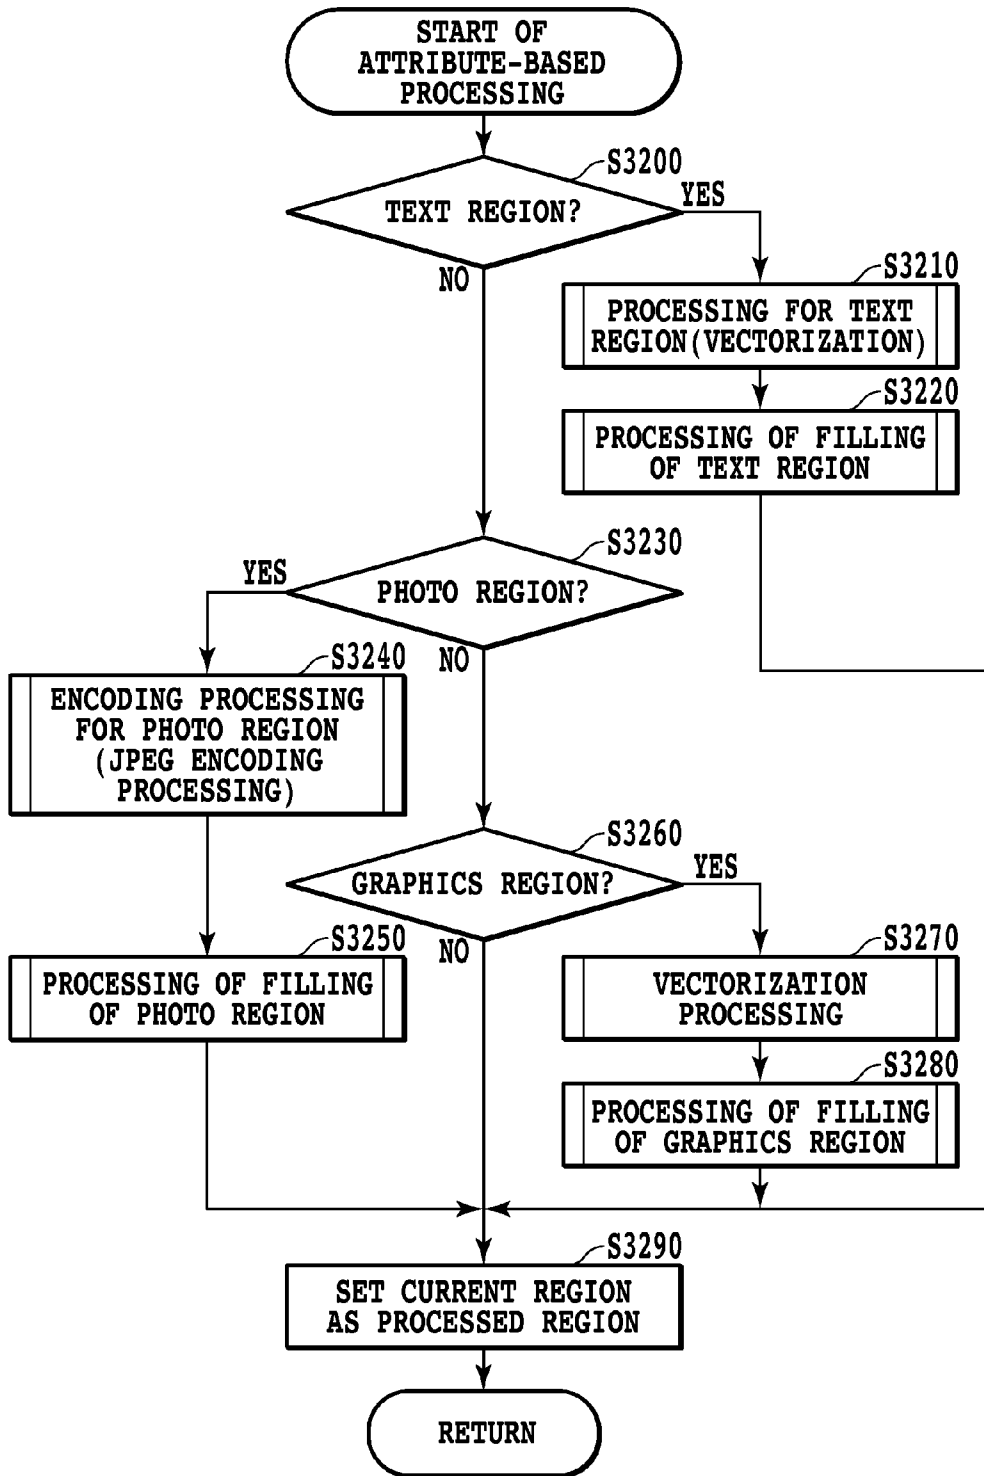 START OF
ATTRIBUTE-BASED
PROCESSING
S3200
TEXT REGION?
YES
NO
S3210
PROCESSING FOR TEXT
REGION(VECTORIZATION)
S3220
PROCESSING OF FILLING
OF TEXT REGION
S3230
PHOTO REGION?
YES
NO
S3240
ENCODING PROCESSING
FOR PHOTO REGION
(JPEG ENCODING
PROCESSING)
S3260
GRAPHICS REGION?
YES
NO
S3250
PROCESSING OF FILLING
OF PHOTO REGION
S3270
VECTORIZATION
PROCESSING
S3280
PROCESSING OF FILLING
OF GRAPHICS REGION
S3290
SET CURRENT REGION
AS PROCESSED REGION
RETURN